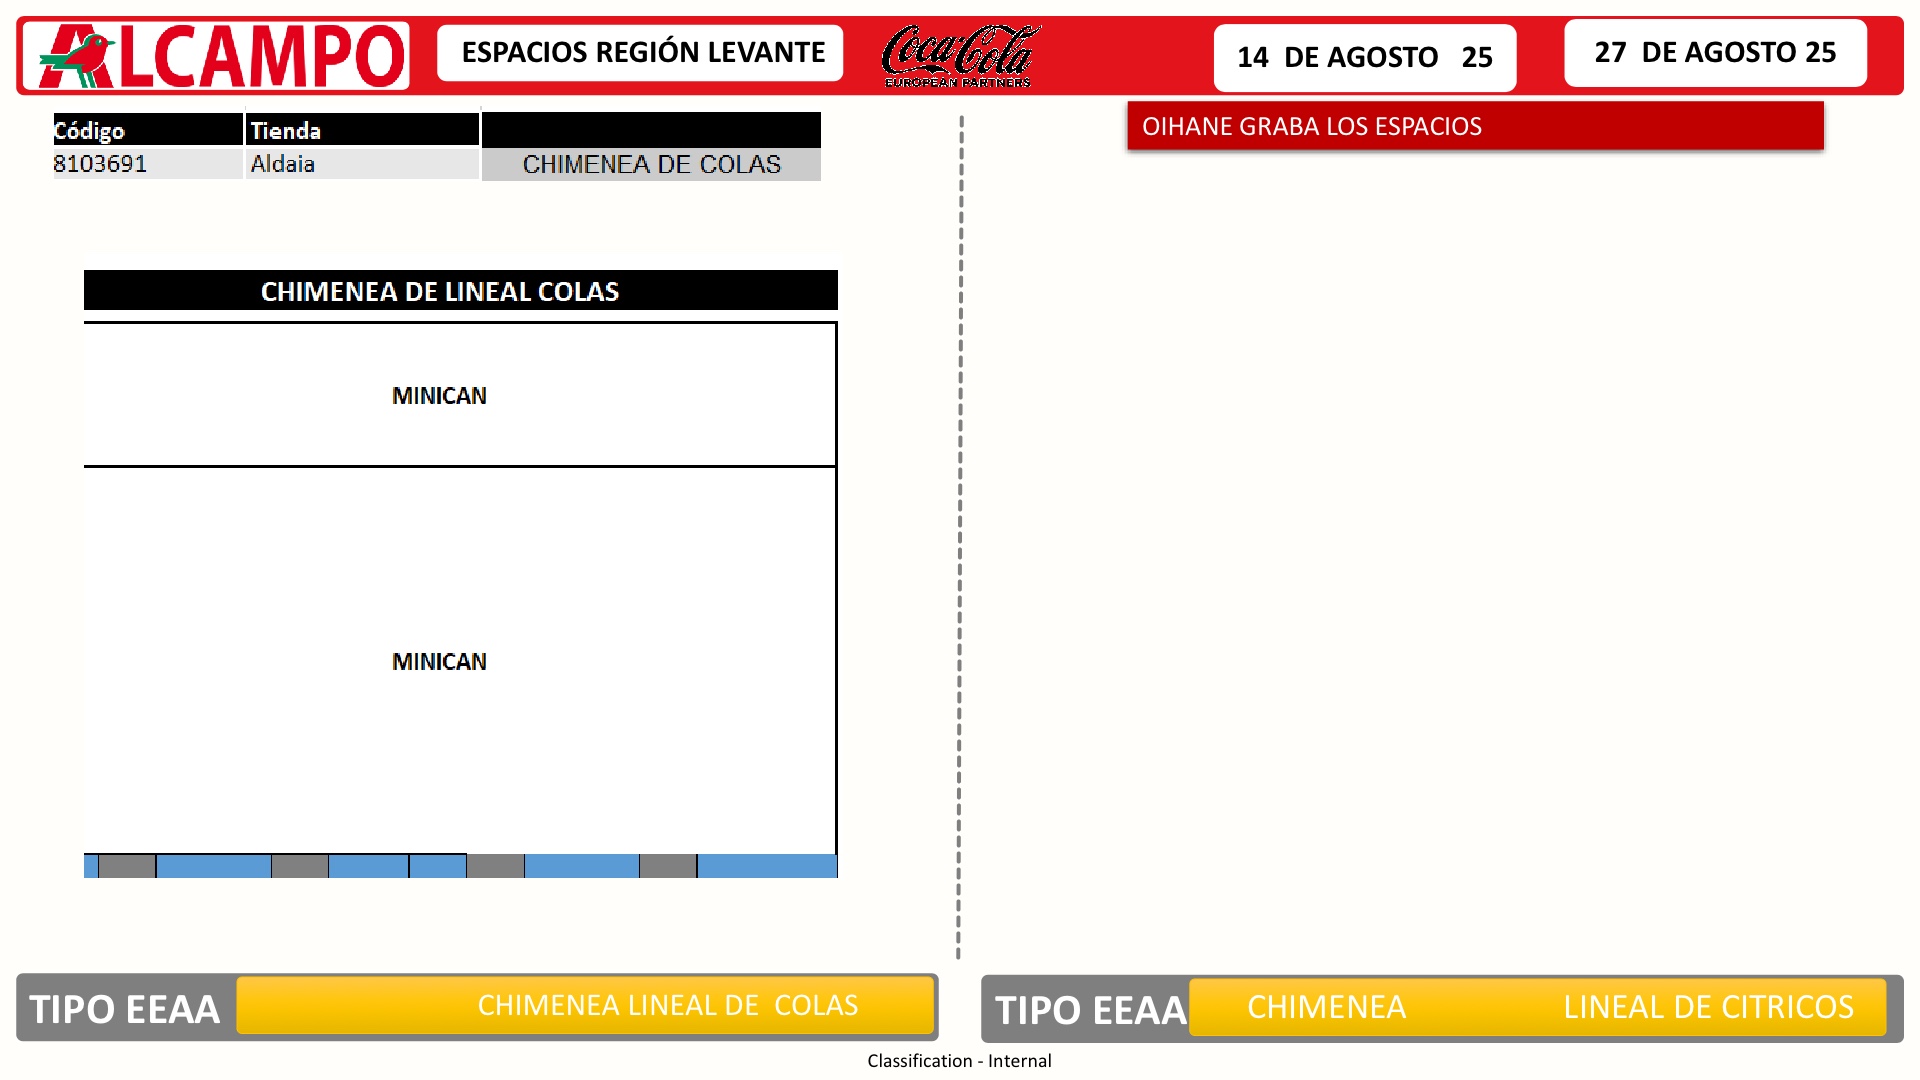 ALCAMPO
ESPACIOS REGIÓN LEVANTE
Coca-Cola
EUROPEAN PARTNERS
14 DE AGOSTO 25
27 DE AGOSTO 25
Código Tienda
8103691 Aldaia CHIMENEA DE COLAS
OIHANE GRABA LOS ESPACIOS
CHIMENEA DE LINEAL COLAS
MINICAN
MINICAN
TIPO EEAA CHIMENEA LINEAL DE COLAS
TIPO EEAA CHIMENEA LINEAL DE CITRICOS
Classification - Internal